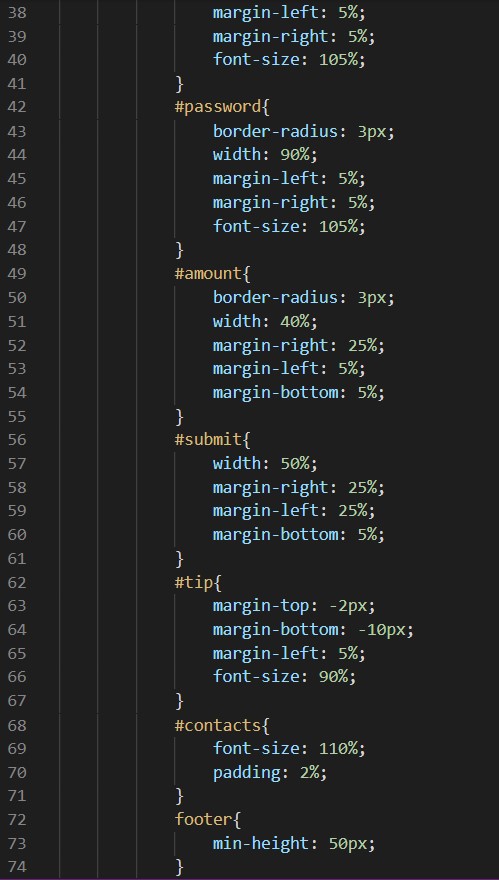 38 margin-left: 5%;
39 margin-right: 5%;
40 font-size: 105%;
41 }
42 #password{
43 border-radius: 3px;
44 width: 90%;
45 margin-left: 5%;
46 margin-right: 5%;
47 font-size: 105%;
48 }
49 #amount{
50 border-radius: 3px;
51 width: 40%;
52 margin-right: 25%;
53 margin-left: 5%;
54 margin-bottom: 5%;
55 }
56 #submit{
57 width: 50%;
58 margin-right: 25%;
59 margin-left: 25%;
60 margin-bottom: 5%;
61 }
62 #tip{
63 margin-top: -2px;
64 margin-bottom: -10px;
65 margin-left: 5%;
66 font-size: 90%;
67 }
68 #contacts{
69 font-size: 110%;
70 padding: 2%;
71 }
72 footer{
73 min-height: 50px;
74 }